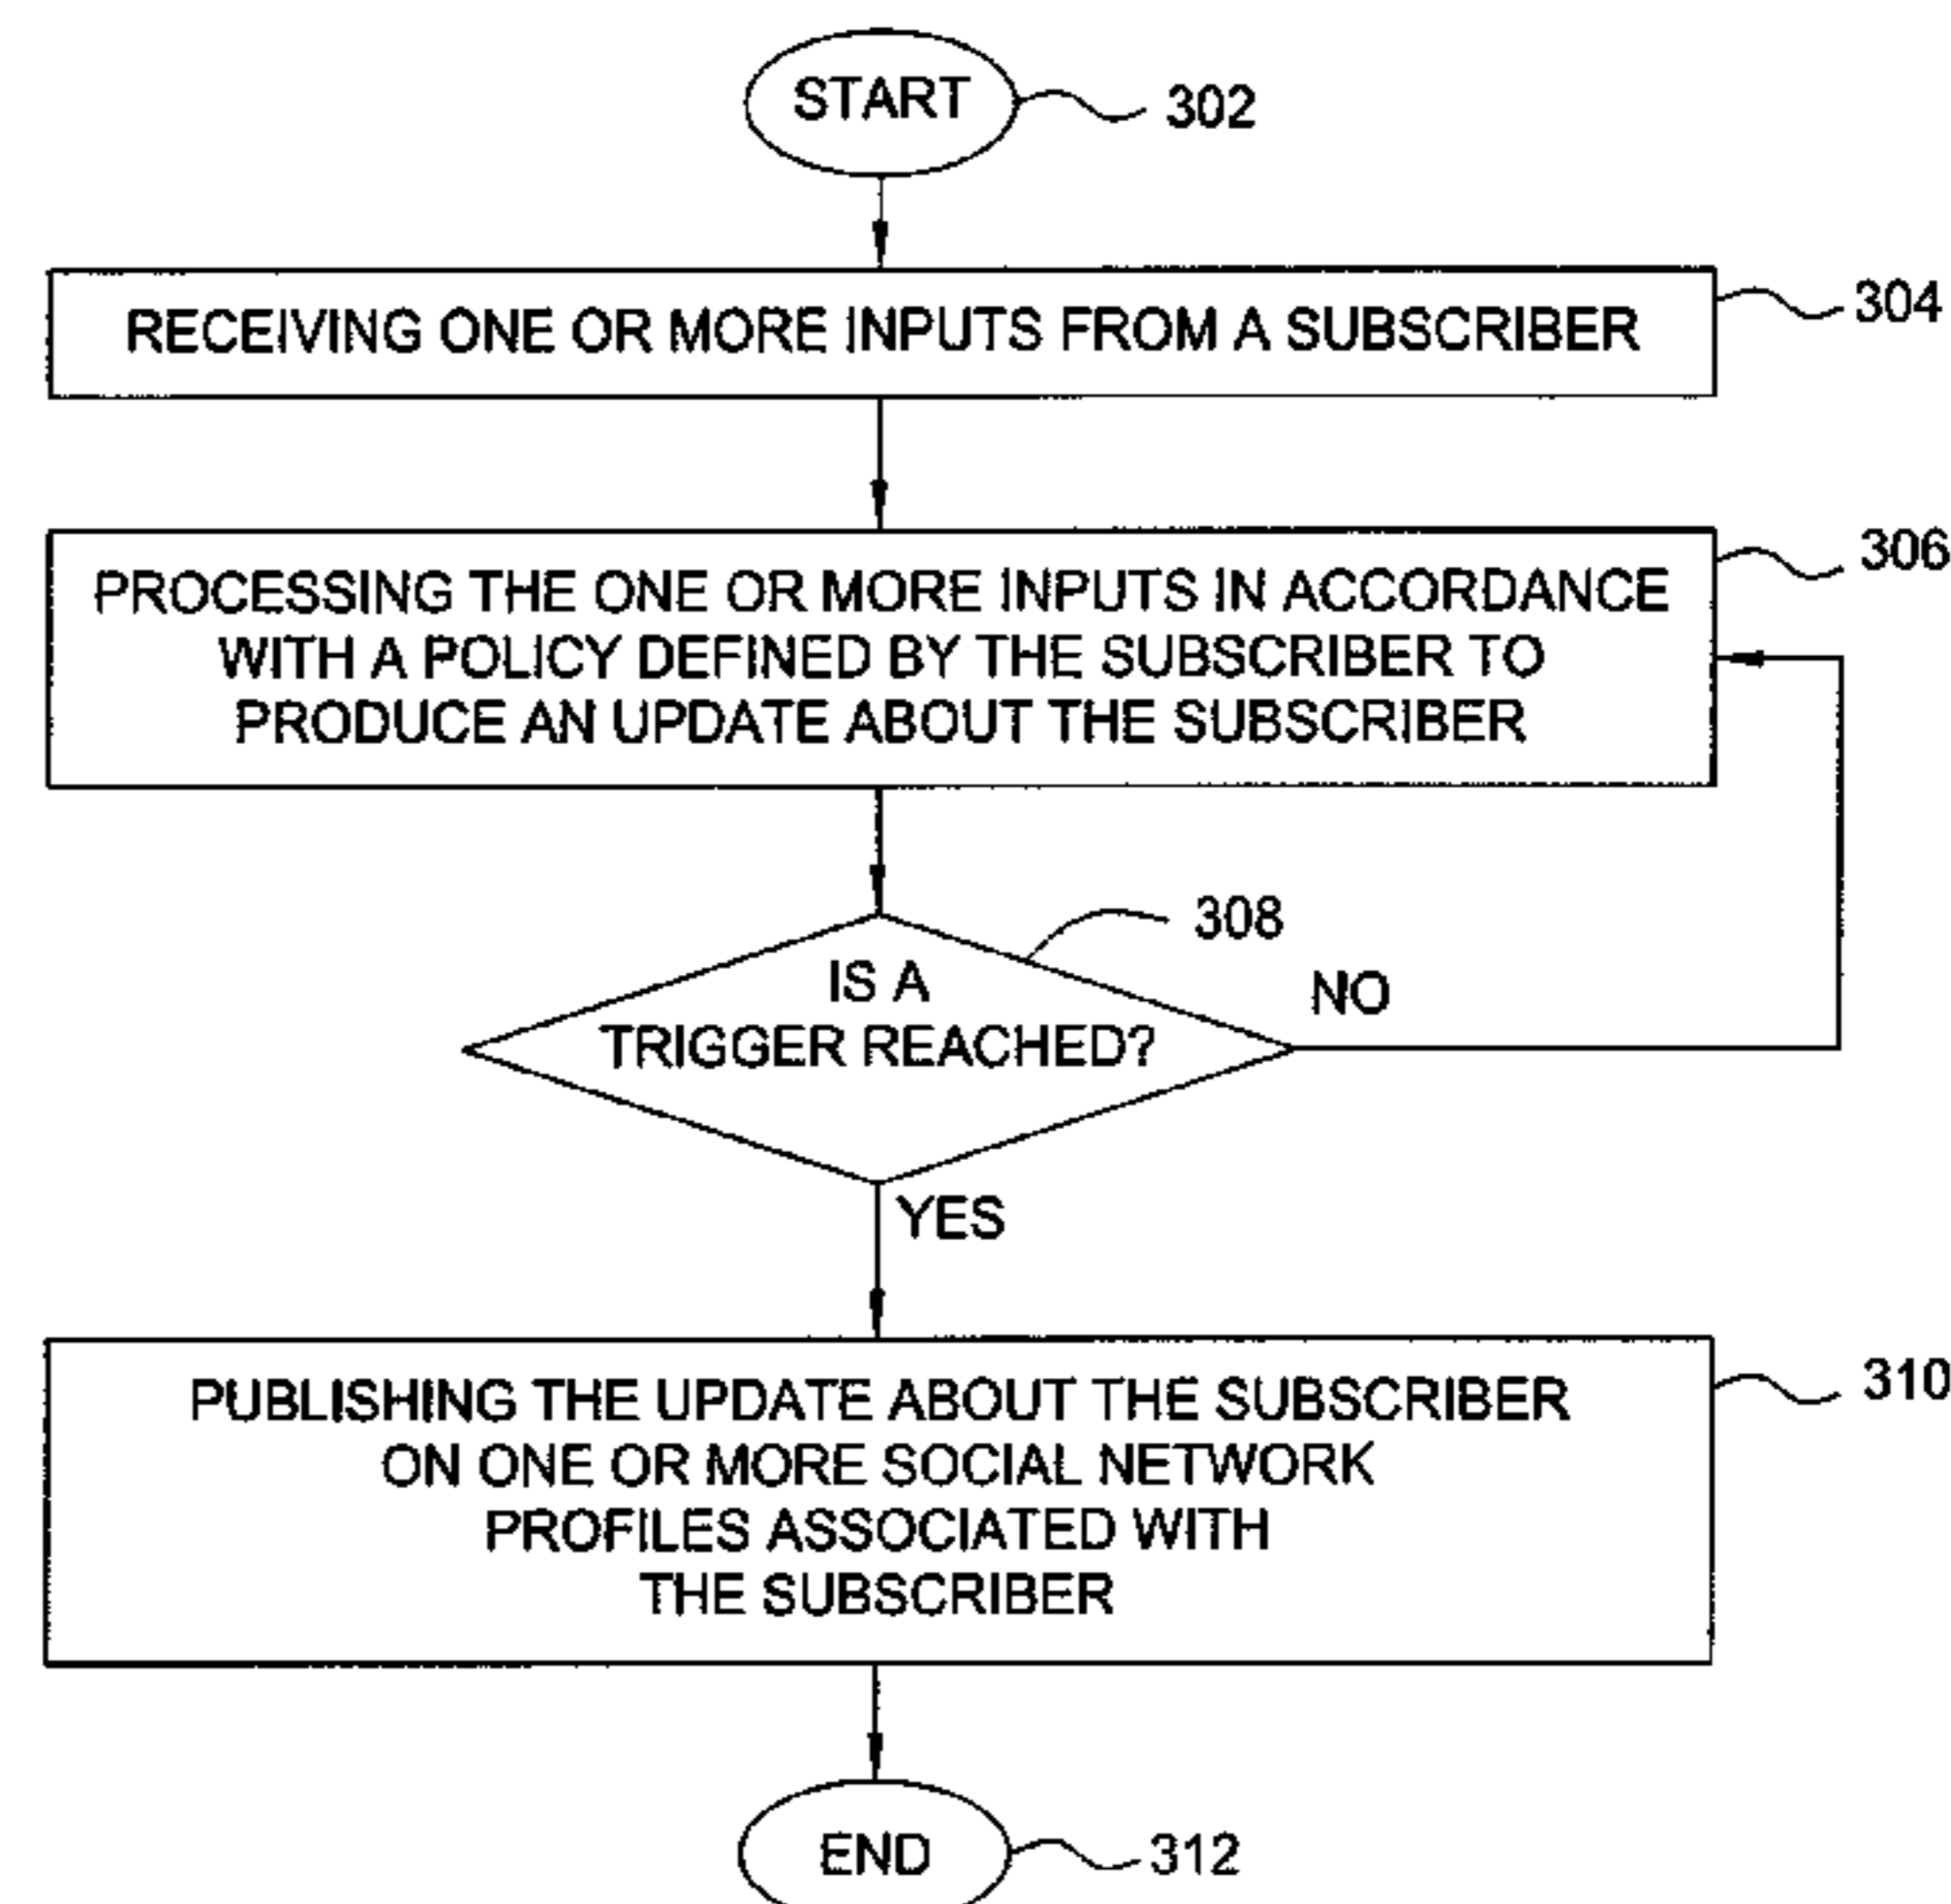 START
302
RECEIVING ONE OR MORE INPUTS FROM A SUBSCRIBER
304
PROCESSING THE ONE OR MORE INPUTS IN ACCORDANCE
WITH A POLICY DEFINED BY THE SUBSCRIBER TO
PRODUCE AN UPDATE ABOUT THE SUBSCRIBER
306
IS A
TRIGGER REACHED?
308
NO
YES
PUBLISHING THE UPDATE ABOUT THE SUBSCRIBER
ON ONE OR MORE SOCIAL NETWORK
PROFILES ASSOCIATED WITH
THE SUBSCRIBER
310
END
312